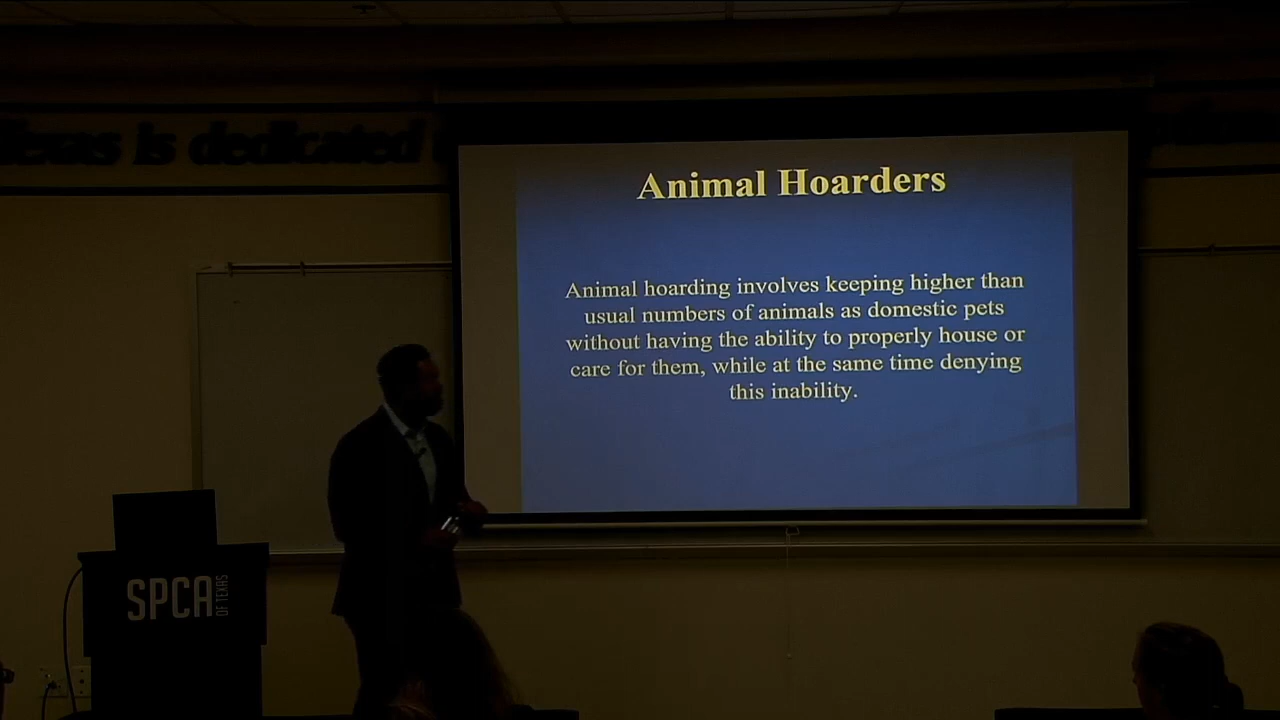 Texas is dedicated
Animal Hoarders
Animal hoarding involves keeping higher than
usual numbers of animals as domestic pets
without having the ability to properly house or
care for them, while at the same time denying
this inability.
SPCA
OF TEXAS